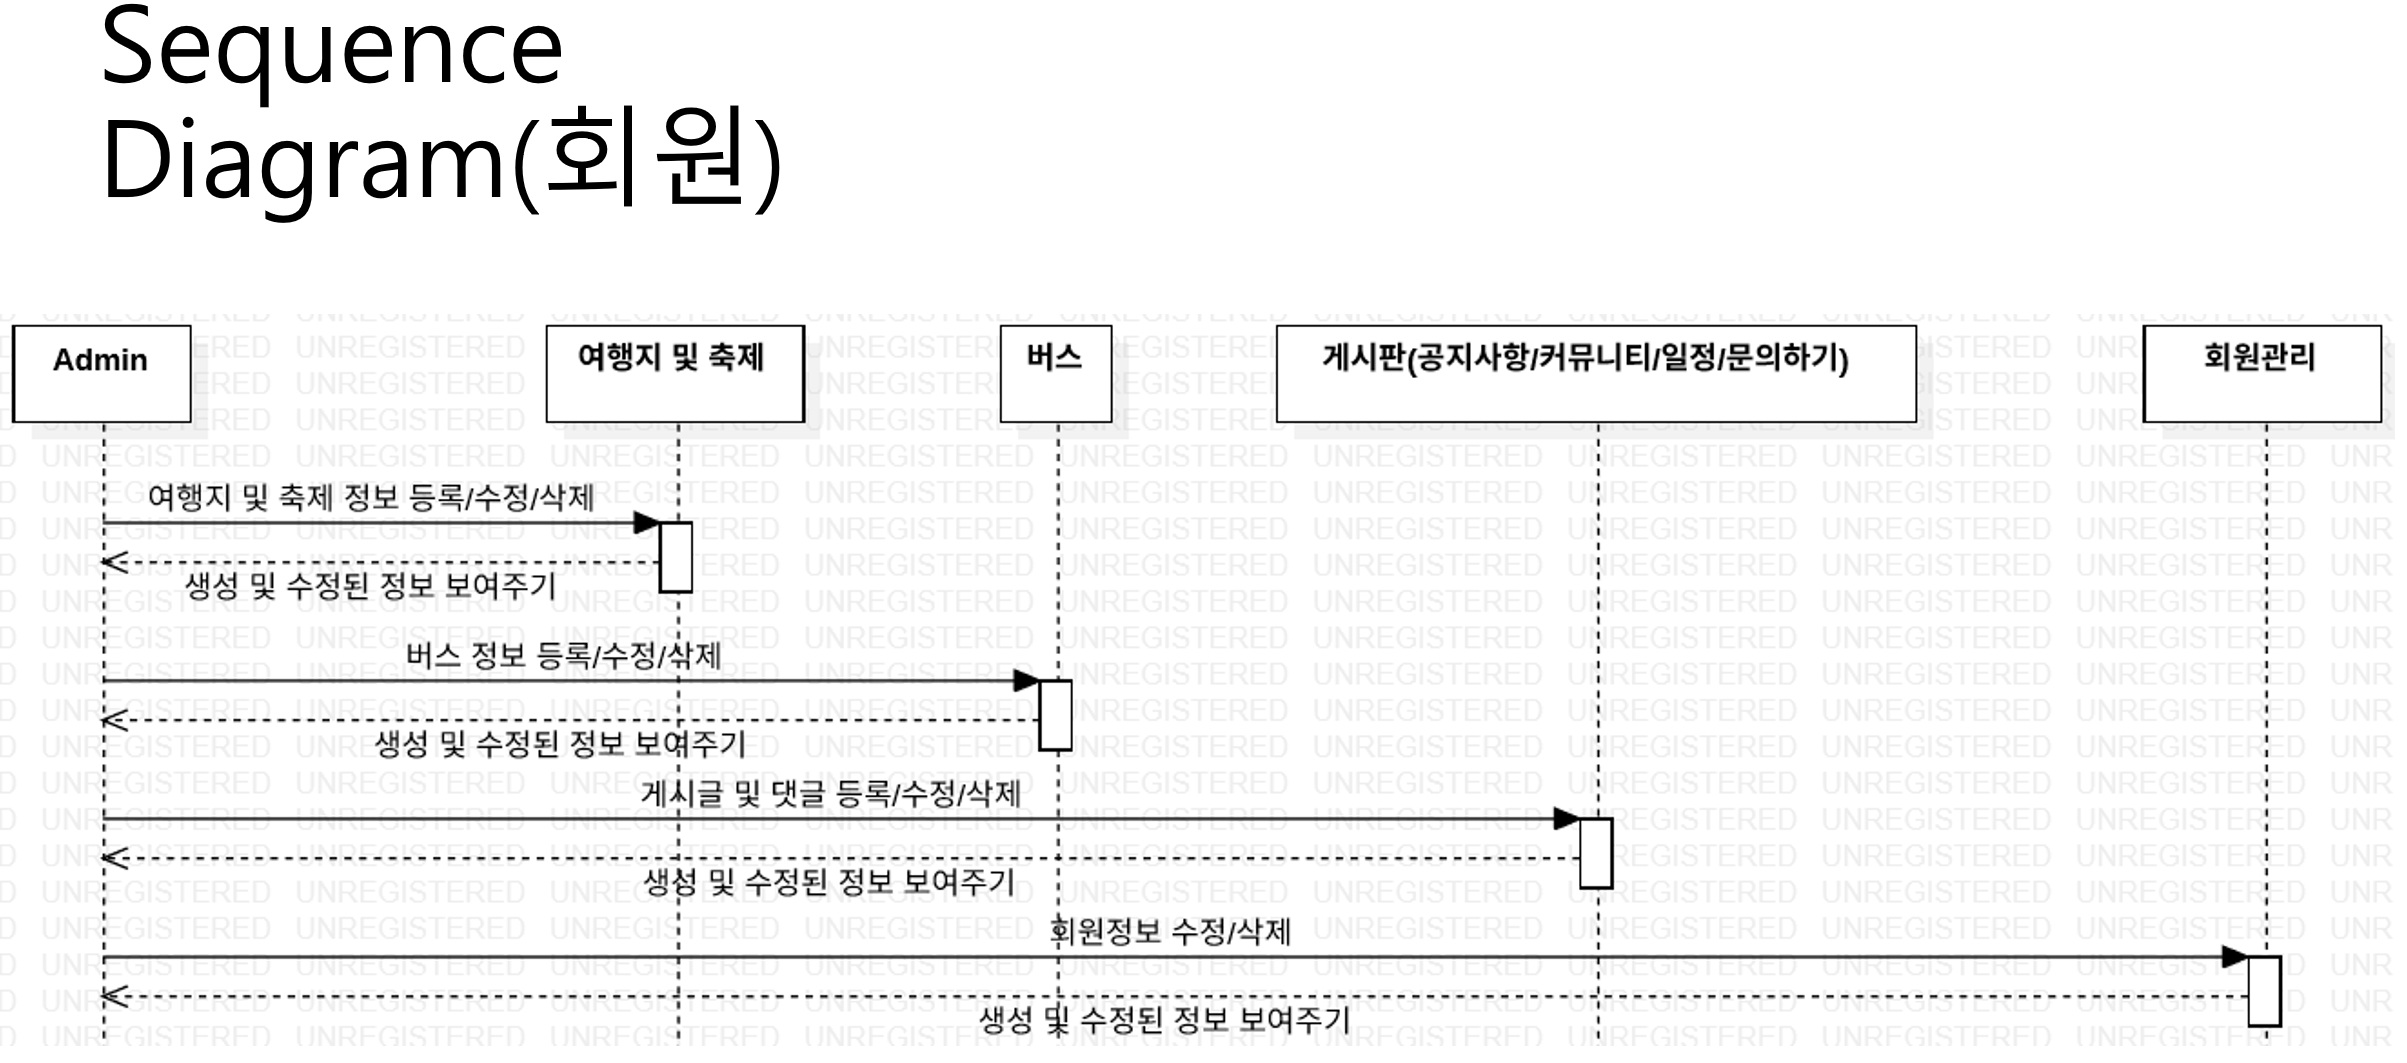 Sequence
Diagram(회원)
Admin
여행지 및 축제
버스
게시판(공지사항/커뮤니티/일정/문의하기)
회원관리
여행지 및 축제 정보 등록/수정/삭제
생성 및 수정된 정보 보여주기
버스 정보 등록/수정/삭제
생성 및 수정된 정보 보여주기
게시글 및 댓글 등록/수정/삭제
생성 및 수정된 정보 보여주기
회원정보 수정/삭제
생성 및 수정된 정보 보여주기
UNREGISTERED